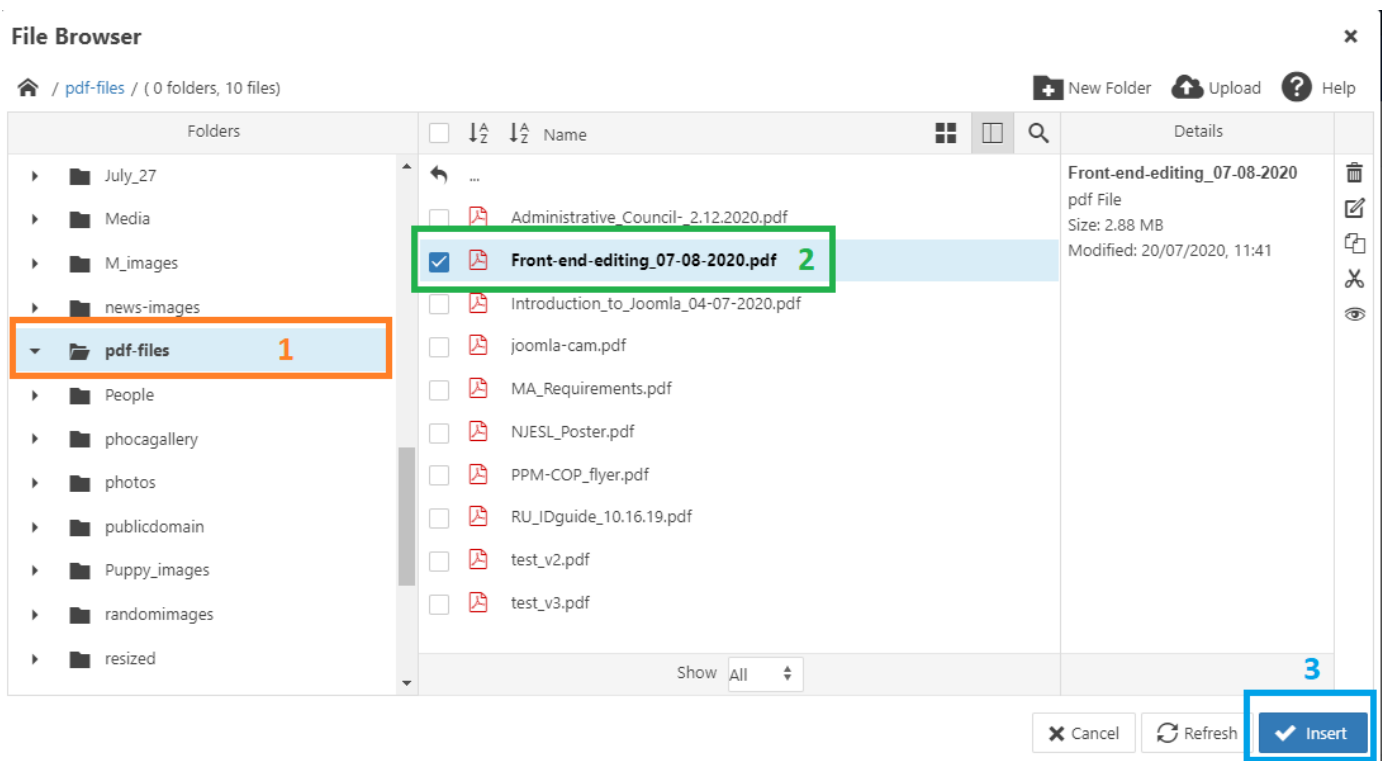 File Browser
/ pdf-files / ( 0 folders, 10 files)
New Folder
Upload
Help
Folders
Name
Details
July_27
Media
M_images
news-images
pdf-files 1
People
phocagallery
photos
publicdomain
Puppy_images
randomimages
resized
...
Administrative_Council-_2.12.2020.pdf
Front-end-editing_07-08-2020.pdf 2
Introduction_to_Joomla_04-07-2020.pdf
joomla-cam.pdf
MA_Requirements.pdf
NJESL_Poster.pdf
PPM-COP_flyer.pdf
RU_IDguide_10.16.19.pdf
test_v2.pdf
test_v3.pdf
Show All
Front-end-editing_07-08-2020
pdf File
Size: 2.88 MB
Modified: 20/07/2020, 11:41
3
Cancel
Refresh
Insert